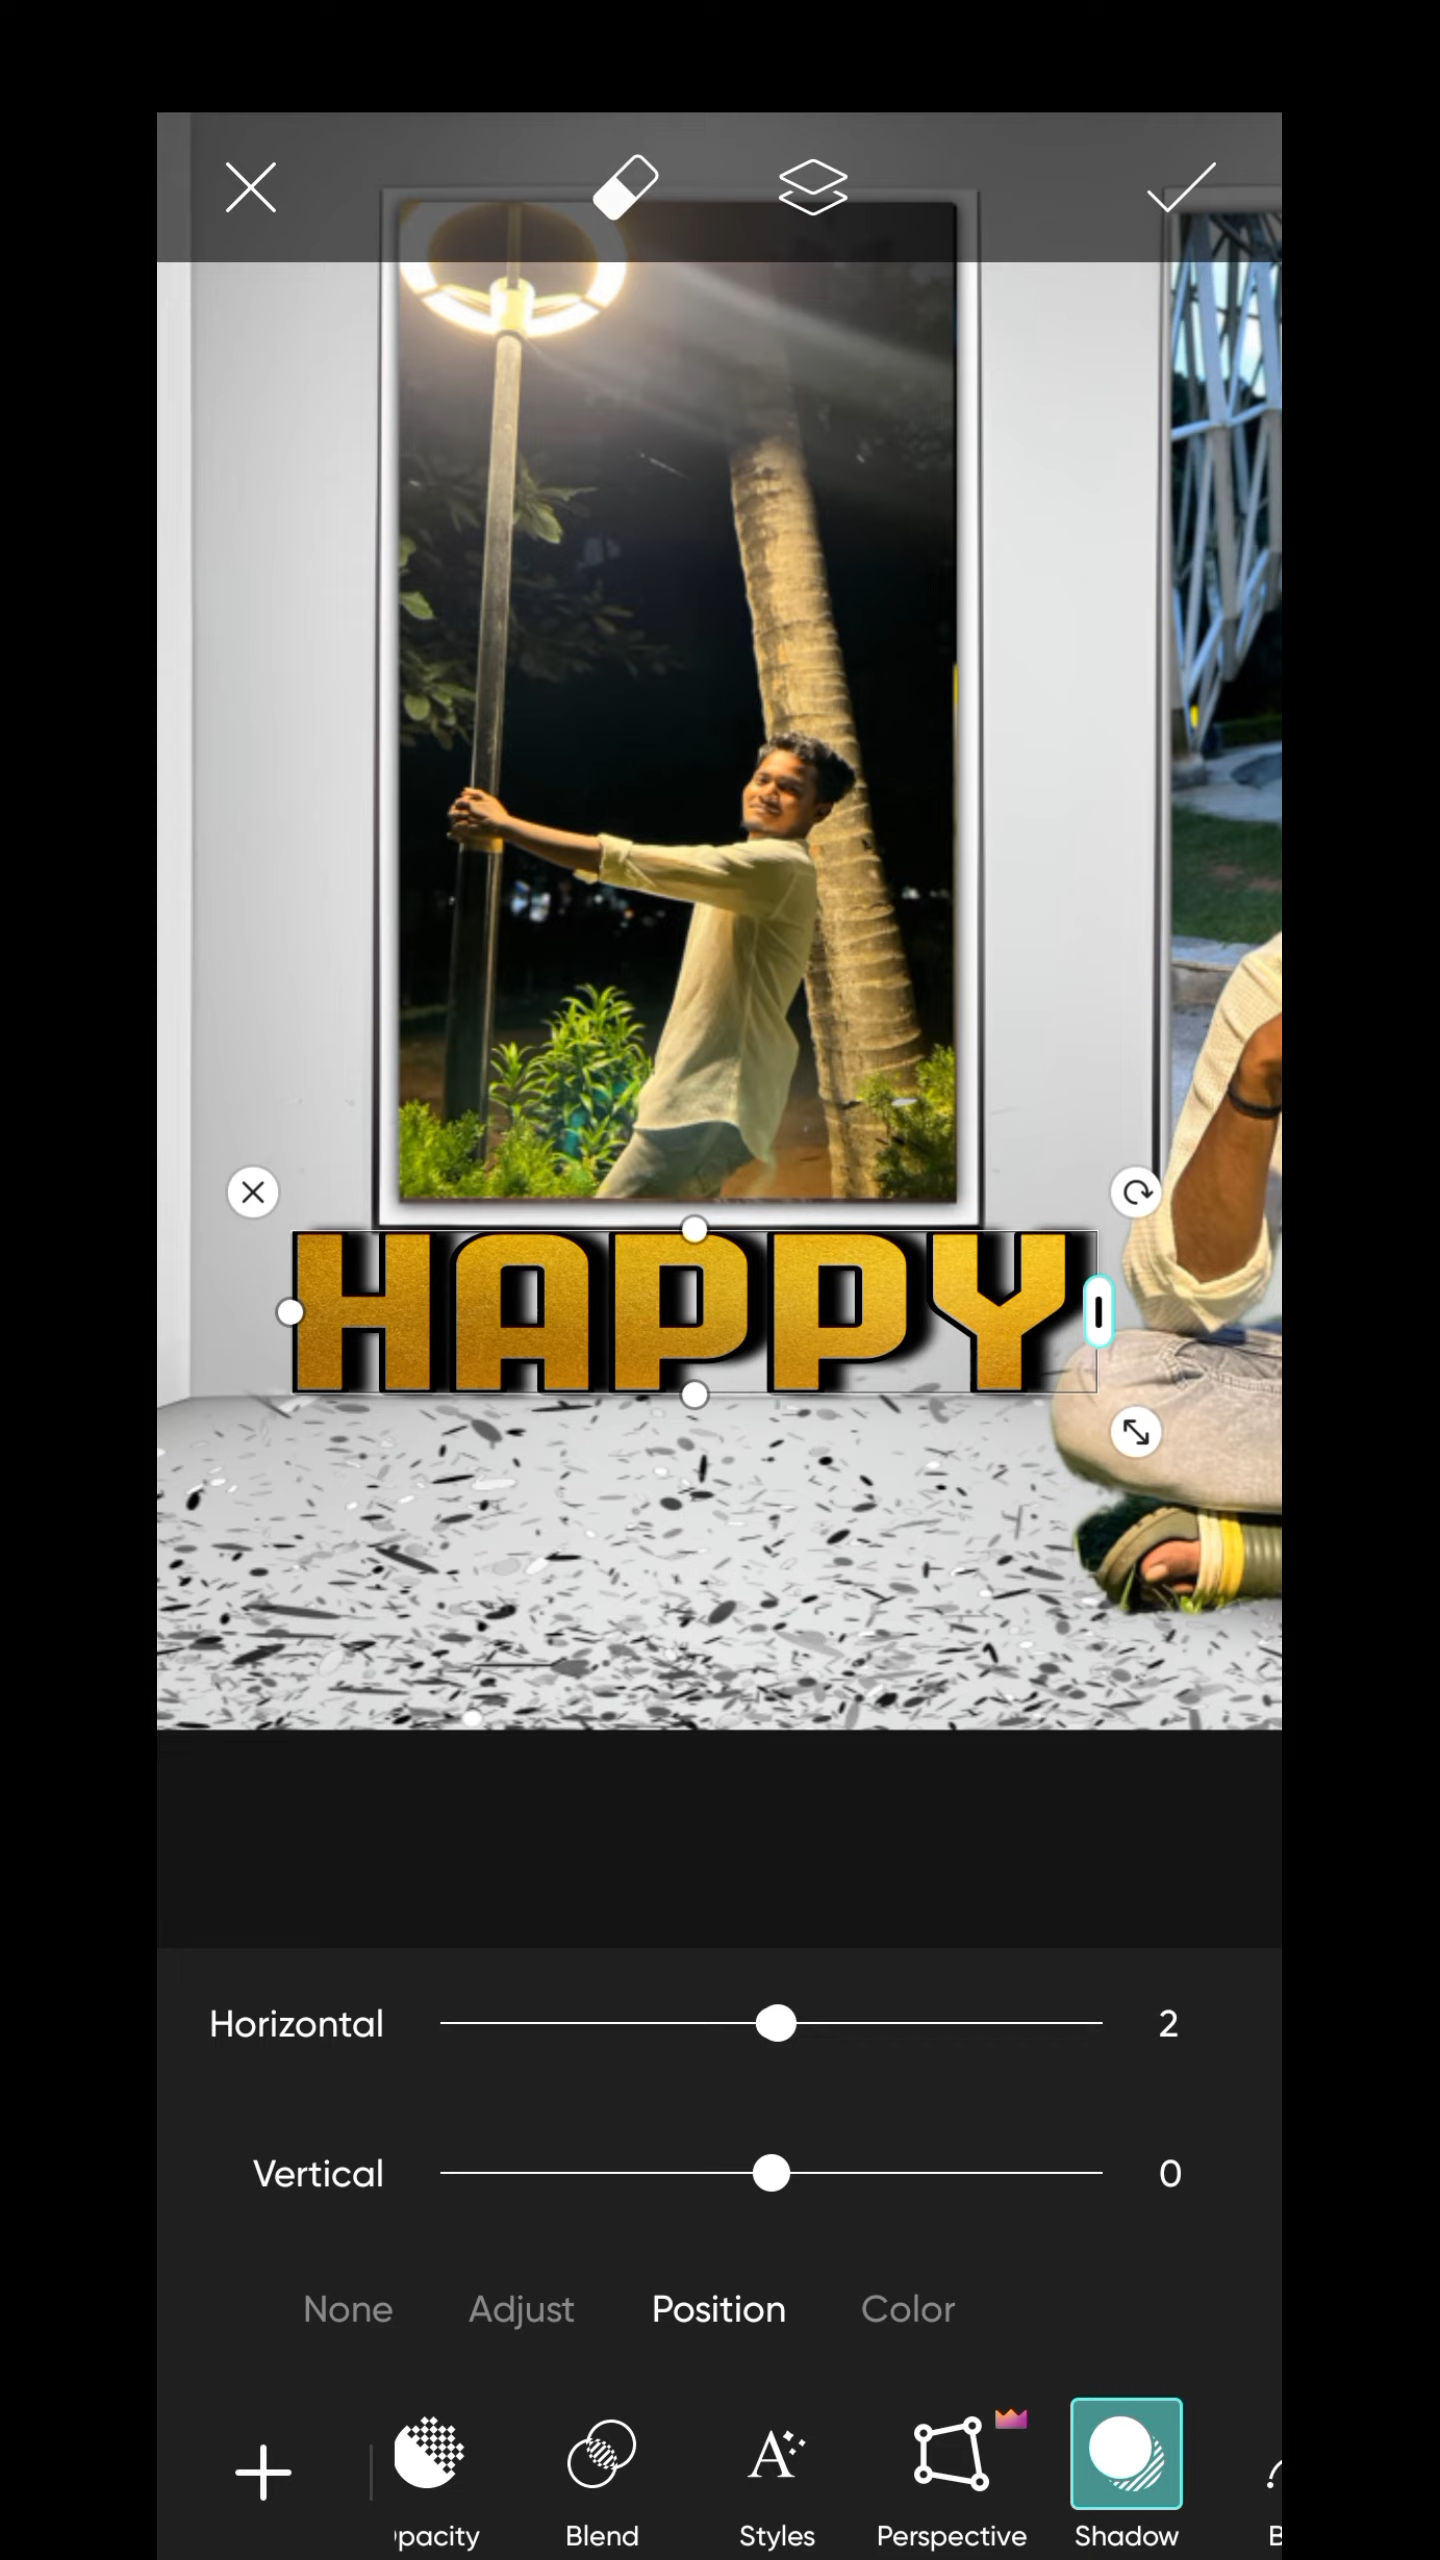 HAPPY
Horizontal 2
Vertical 0
None Adjust Position Color
pacity Blend Styles Perspective Shadow B